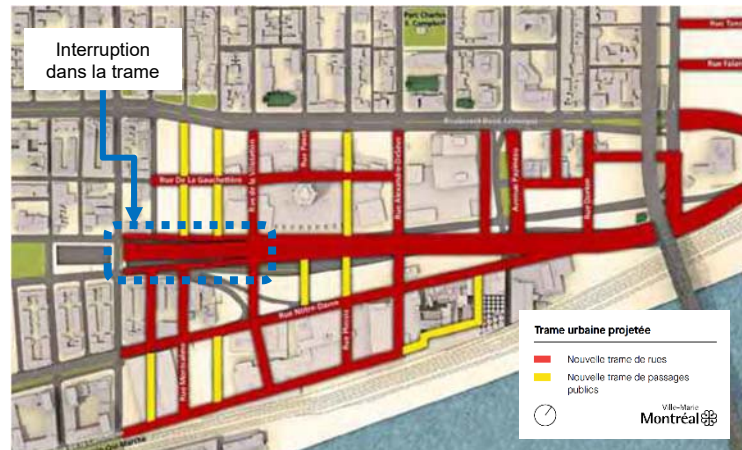 Interruption
dans la trame
Parc Charles
S. Campbell
Rue Falar
Boulevard René-Lévesque
Rue De La Gauchetière
Rue de la Visitation
Rue Panet
Rue Alexandre-DeSève
Avenue Papineau
Rue Dorion
Rue Notre-Dame
Rue Montcalm
Rue Plessis
Trame urbaine projetée
Nouvelle trame de rues
Nouvelle trame de passages
publics
Ville-Marie
Montréal